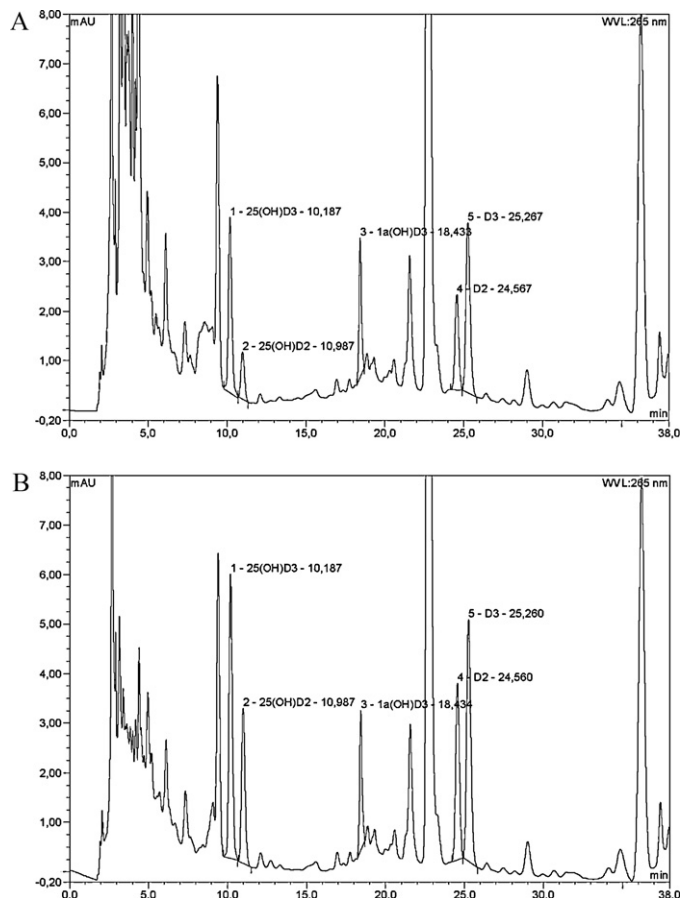 A
8,00
mAU
WVL:265 nm
7,00
6,00
5,00
4,00
3,00
2,00
1,00
-0,20
1 - 25(OH)D3 - 10,187
2 - 25(OH)D2 - 10,987
3 - 1a(OH)D3 - 18,433
5 - D3 - 25,267
4 - D2 - 24,567
min
0,0 5,0 10,0 15,0 20,0 25,0 30,0 38,0
B
8,00
mAU
WVL:265 nm
7,00
6,00
5,00
4,00
3,00
2,00
1,00
-0,20
1 - 25(OH)D3 - 10,187
5 - D3 - 25,260
4 - D2 - 24,560
2 - 25(OH)D2 - 10,987
3 - 1a(OH)D3 - 18,434
min
0,0 5,0 10,0 15,0 20,0 25,0 30,0 38,0